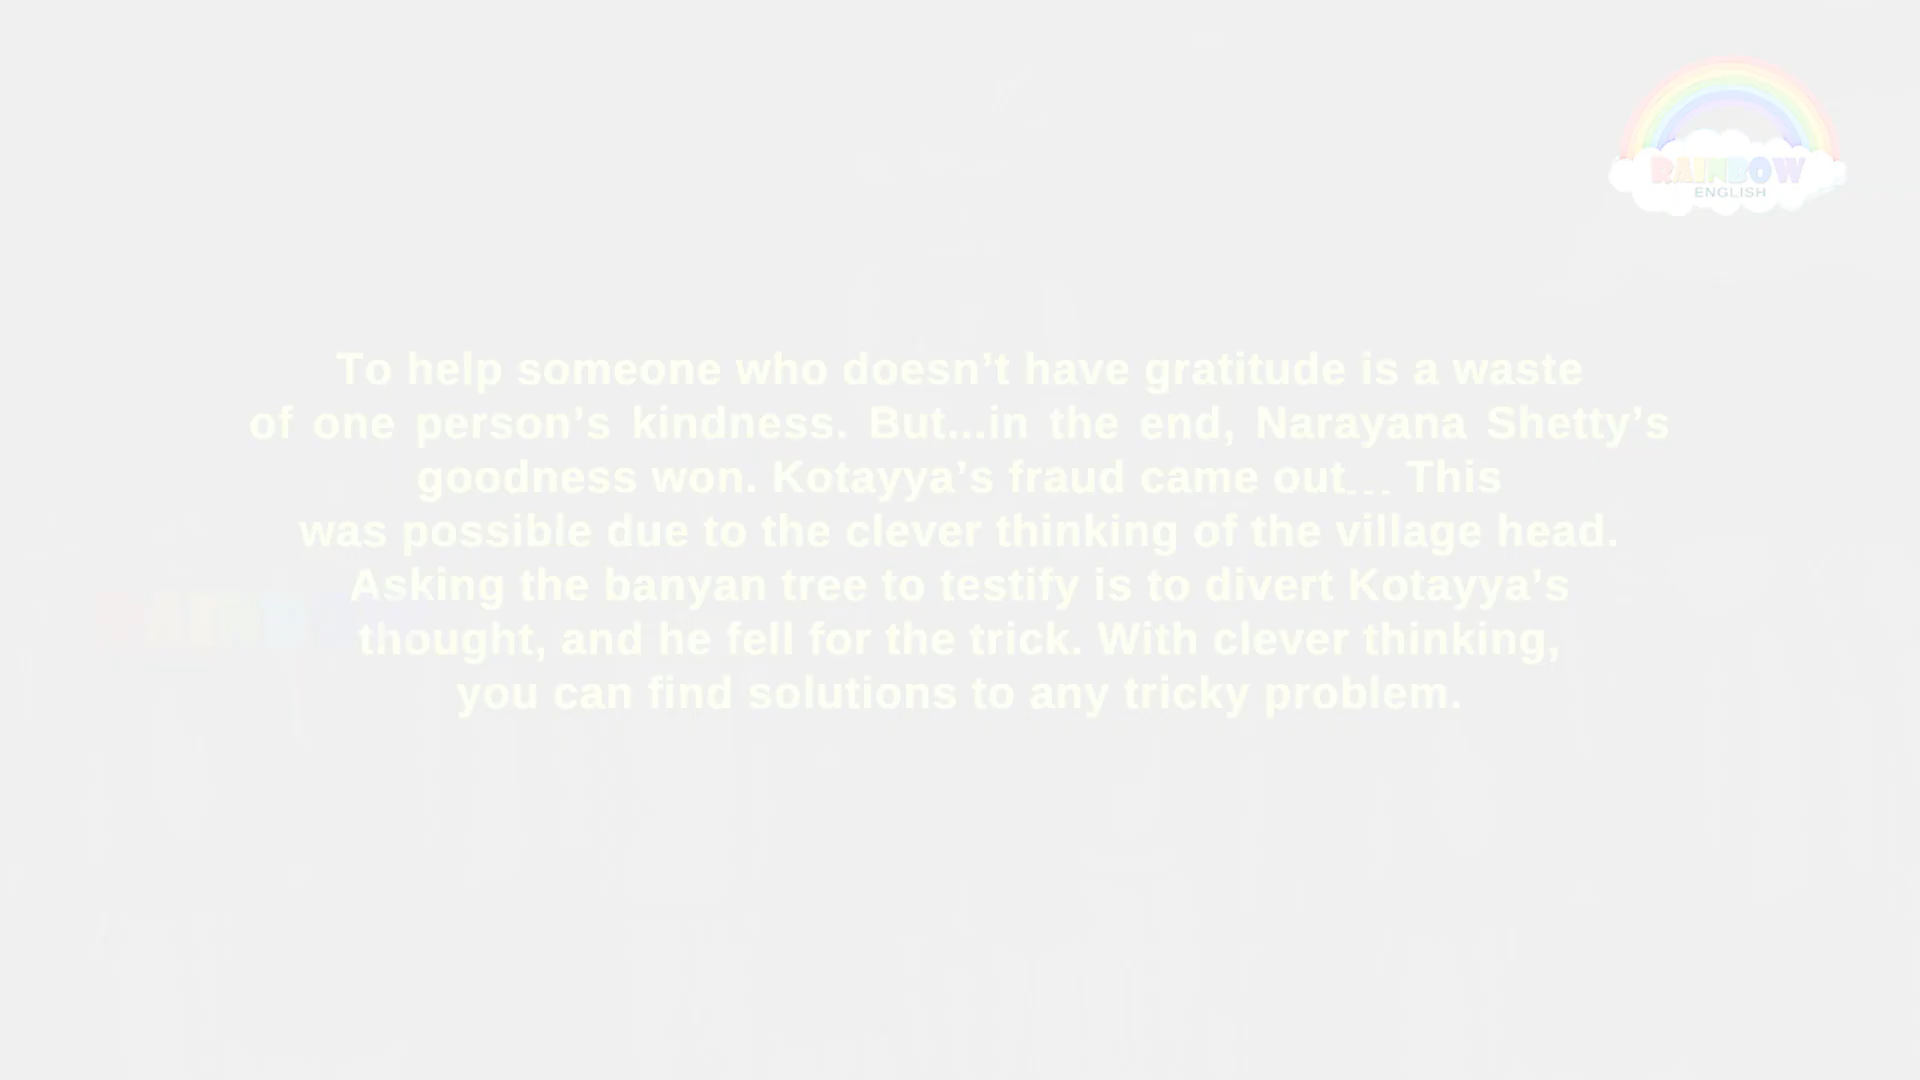 RAINBOW
ENGLISH
To help someone who doesn’t have gratitude is a waste
of one person’s kindness. But...in the end, Narayana Shetty’s
goodness won. Kotayya’s fraud came out... This
was possible due to the clever thinking of the village head.
Asking the banyan tree to testify is to divert Kotayya’s
thought, and he fell for the trick. With clever thinking,
you can find solutions to any tricky problem.